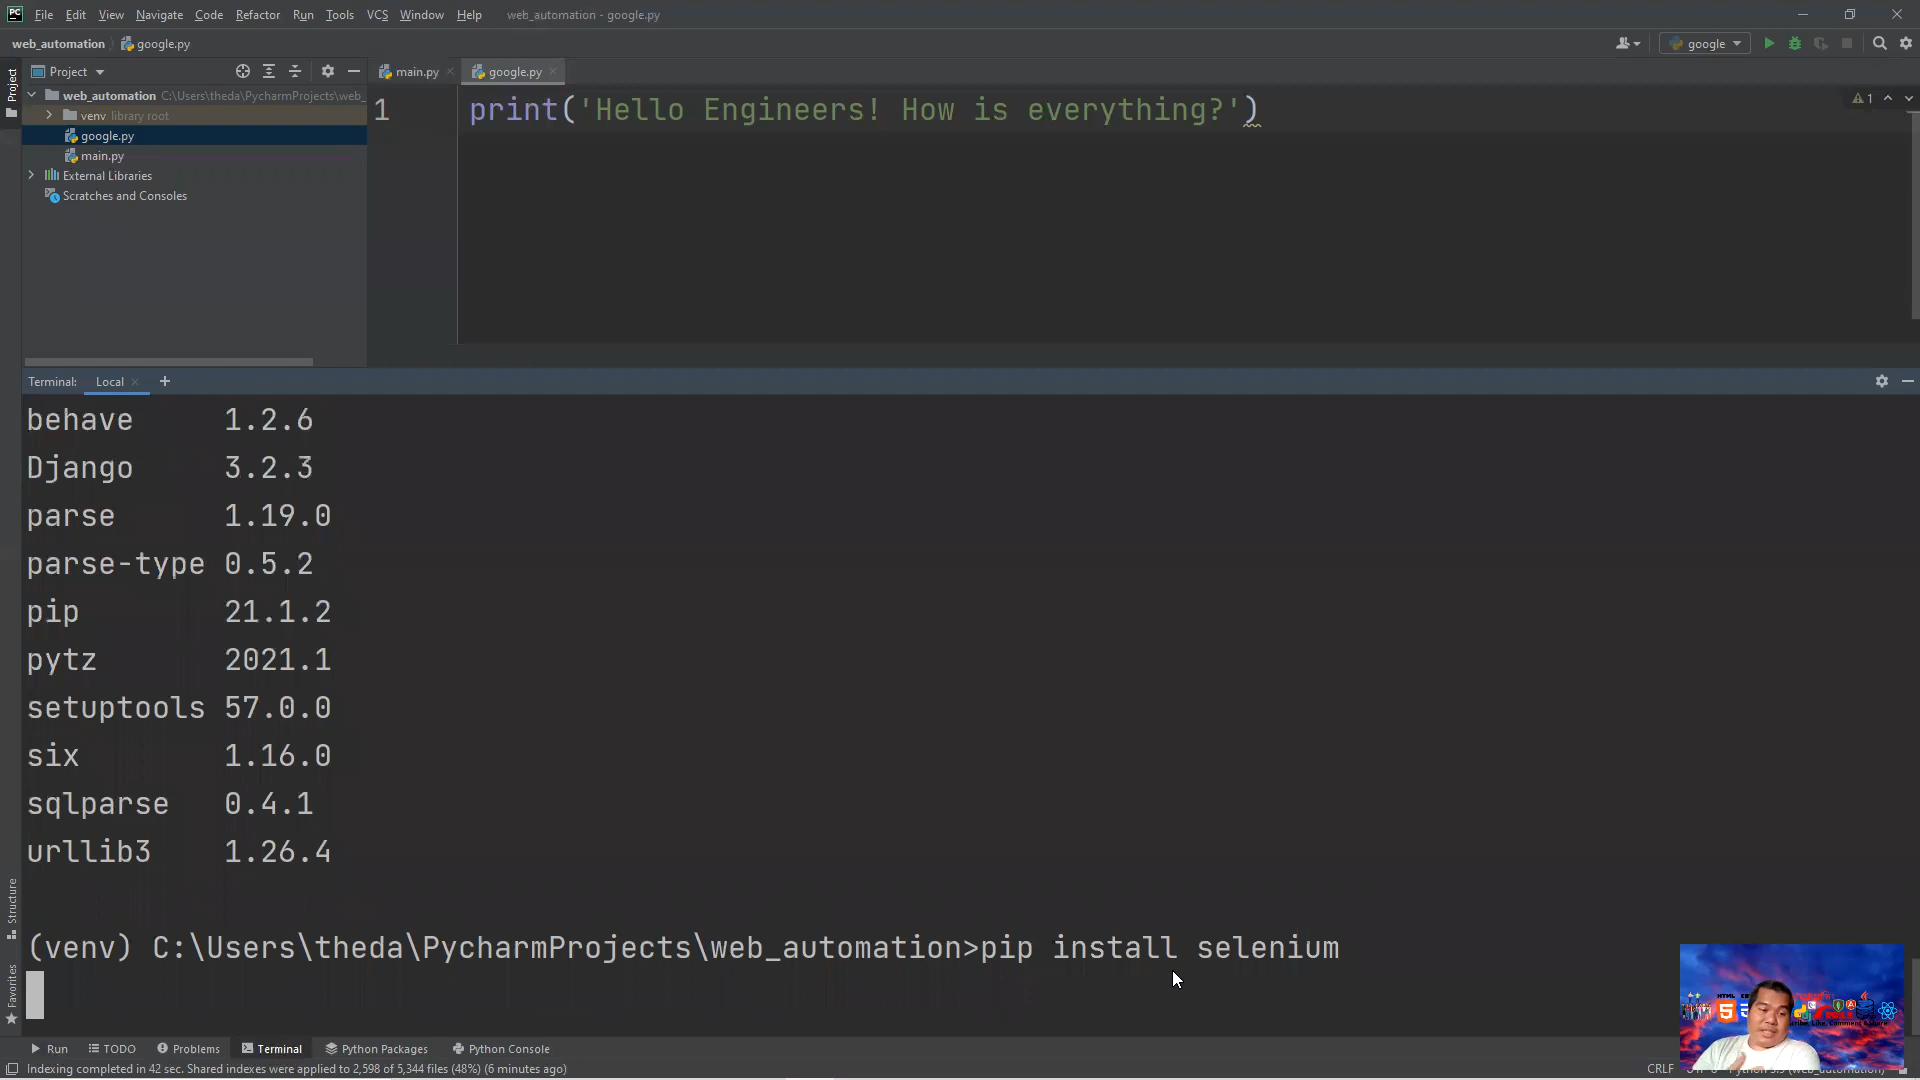 PC File Edit View Navigate Code Refactor Run Tools VCS Window Help web_automation - google.py
web_automation google.py google
Project main.py google.py
Project
web_automation C:\Users\theda\PycharmProjects\web_
venv library root
google.py
main.py
External Libraries
Scratches and Consoles
1 print('Hello Engineers! How is everything?')
1
Terminal: Local +
behave 1.2.6
Django 3.2.3
parse 1.19.0
parse-type 0.5.2
pip 21.1.2
pytz 2021.1
setuptools 57.0.0
six 1.16.0
sqlparse 0.4.1
urllib3 1.26.4
(venv) C:\Users\theda\PycharmProjects\web_automation>pip install selenium
Structure
Favorites
Run TODO Problems Terminal Python Packages Python Console
Indexing completed in 42 sec. Shared indexes were applied to 2,598 of 5,344 files (48%) (6 minutes ago)
CRLF